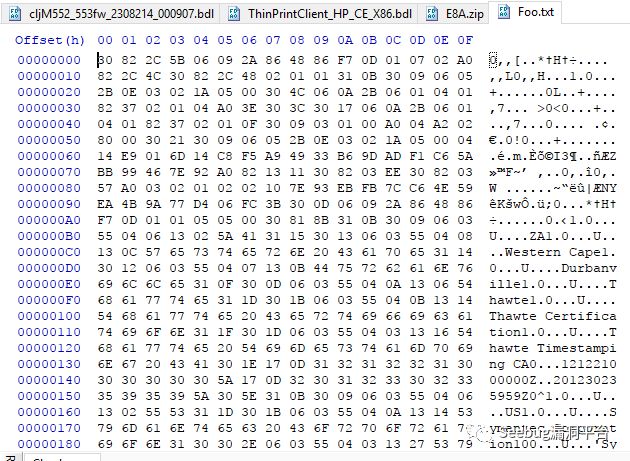 cljM552_553fw_2308214_000907.bdl ThinPrintClient_HP_CE_X86.bdl E8A.zip Foo.txt
Offset(h) 00 01 02 03 04 05 06 07 08 09 0A 0B 0C 0D 0E 0F
00000000 30 82 2C 5B 06 09 2A 86 48 86 F7 0D 01 07 02 A0 0‚,[..*†H†÷....
00000010 82 2C 4C 30 82 2C 48 02 01 01 31 0B 30 09 06 05 ‚,L0‚,H...1.0...
00000020 2B 0E 03 02 1A 05 00 30 4C 06 0A 2B 06 01 04 01 +......0L..+....
00000030 82 37 02 01 04 A0 3E 30 3C 30 17 06 0A 2B 06 01 ‚7... >0<0...+..
00000040 04 01 82 37 02 01 0F 30 09 03 01 00 A0 04 A2 02 ..‚7...0.... .¢.
00000050 80 00 30 21 30 09 06 05 2B 0E 03 02 1A 05 00 04 €.0!0...+.......
00000060 14 E9 01 6D 14 C8 F5 A9 49 33 B6 9D AD F1 C6 5A .é.m.Èõ©I3¶..ñÆZ
00000070 BB 99 46 7E 92 A0 82 13 11 30 82 03 EE 30 82 03 »™F~’ ‚..0‚.î0‚.
00000080 57 A0 03 02 01 02 02 10 7E 93 EB FB 7C C6 4E 59 W ......~“ëû|ÆNY
00000090 EA 4B 9A 77 D4 06 FC 3B 30 0D 06 09 2A 86 48 86 êKšwÔ.ü;0...*†H†
000000A0 F7 0D 01 01 05 05 00 30 81 8B 31 0B 30 09 06 03 ÷......0.‹1.0...
000000B0 55 04 06 13 02 5A 41 31 15 30 13 06 03 55 04 08 U....ZA1.0...U..
000000C0 13 0C 57 65 73 74 65 72 6E 20 43 61 70 65 31 14 ..Western Cape1.
000000D0 30 12 06 03 55 04 07 13 0B 44 75 72 62 61 6E 76 0...U....Durbanv
000000E0 69 6C 6C 65 31 0F 30 0D 06 03 55 04 0A 13 06 54 ille1.0...U....T
000000F0 68 61 77 74 65 31 1D 30 1B 06 03 55 04 0B 13 14 hawte1.0...U....
00000100 54 68 61 77 74 65 20 43 65 72 74 69 66 69 63 61 Thawte Certifica
00000110 74 69 6F 6E 31 1F 30 1D 06 03 55 04 03 13 16 54 tion1.0...U....T
00000120 68 61 77 74 65 20 54 69 6D 65 73 74 61 6D 70 69 hawte Timestampi
00000130 6E 67 20 43 41 30 1E 17 0D 31 32 31 32 32 31 30 ng CA0...1212210
00000140 30 30 30 30 30 5A 17 0D 32 30 31 32 33 30 32 33 00000Z..20123023
00000150 35 39 35 39 5A 30 5E 31 0B 30 09 06 03 55 04 06 5959Z0^1.0...U..
00000160 13 02 55 53 31 1D 30 1B 06 03 55 04 0A 13 14 53 ..US1.0...U....S
00000170 79 6D 61 6E 74 65 63 20 43 6F 72 70 6F 72 61
00000180 69 6F 6E 31 30 30 2E 06 03 55 04 03 13 27 53 79 ion100...U...'Sy
Seebug漏洞平台